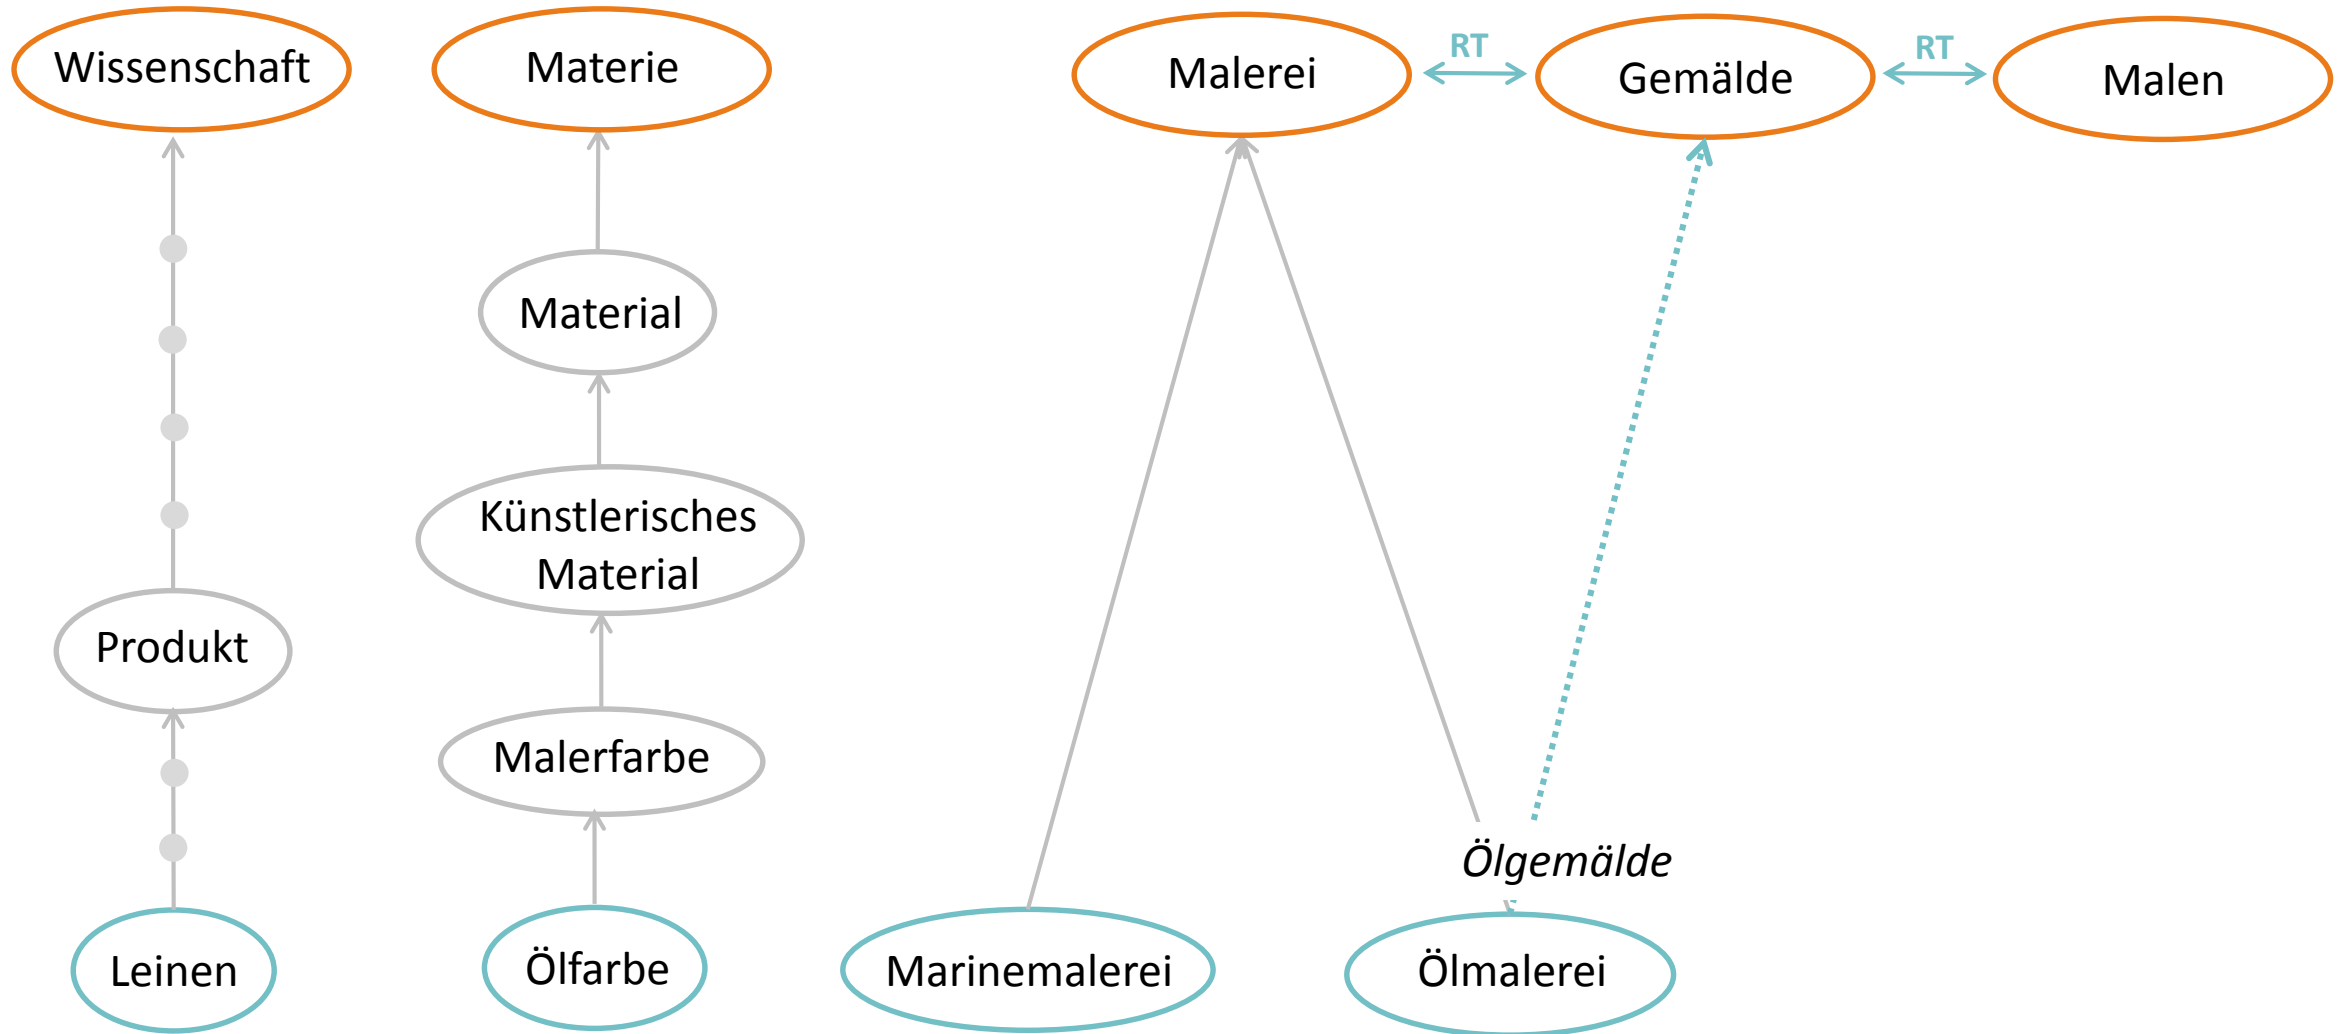 Wissenschaft
Materie
Malerei
RT
Gemälde
RT
Malen
Material
Künstlerisches
Material
Produkt
Malerfarbe
Ölgemälde
Leinen
Ölfarbe
Marinemalerei
Ölmalerei